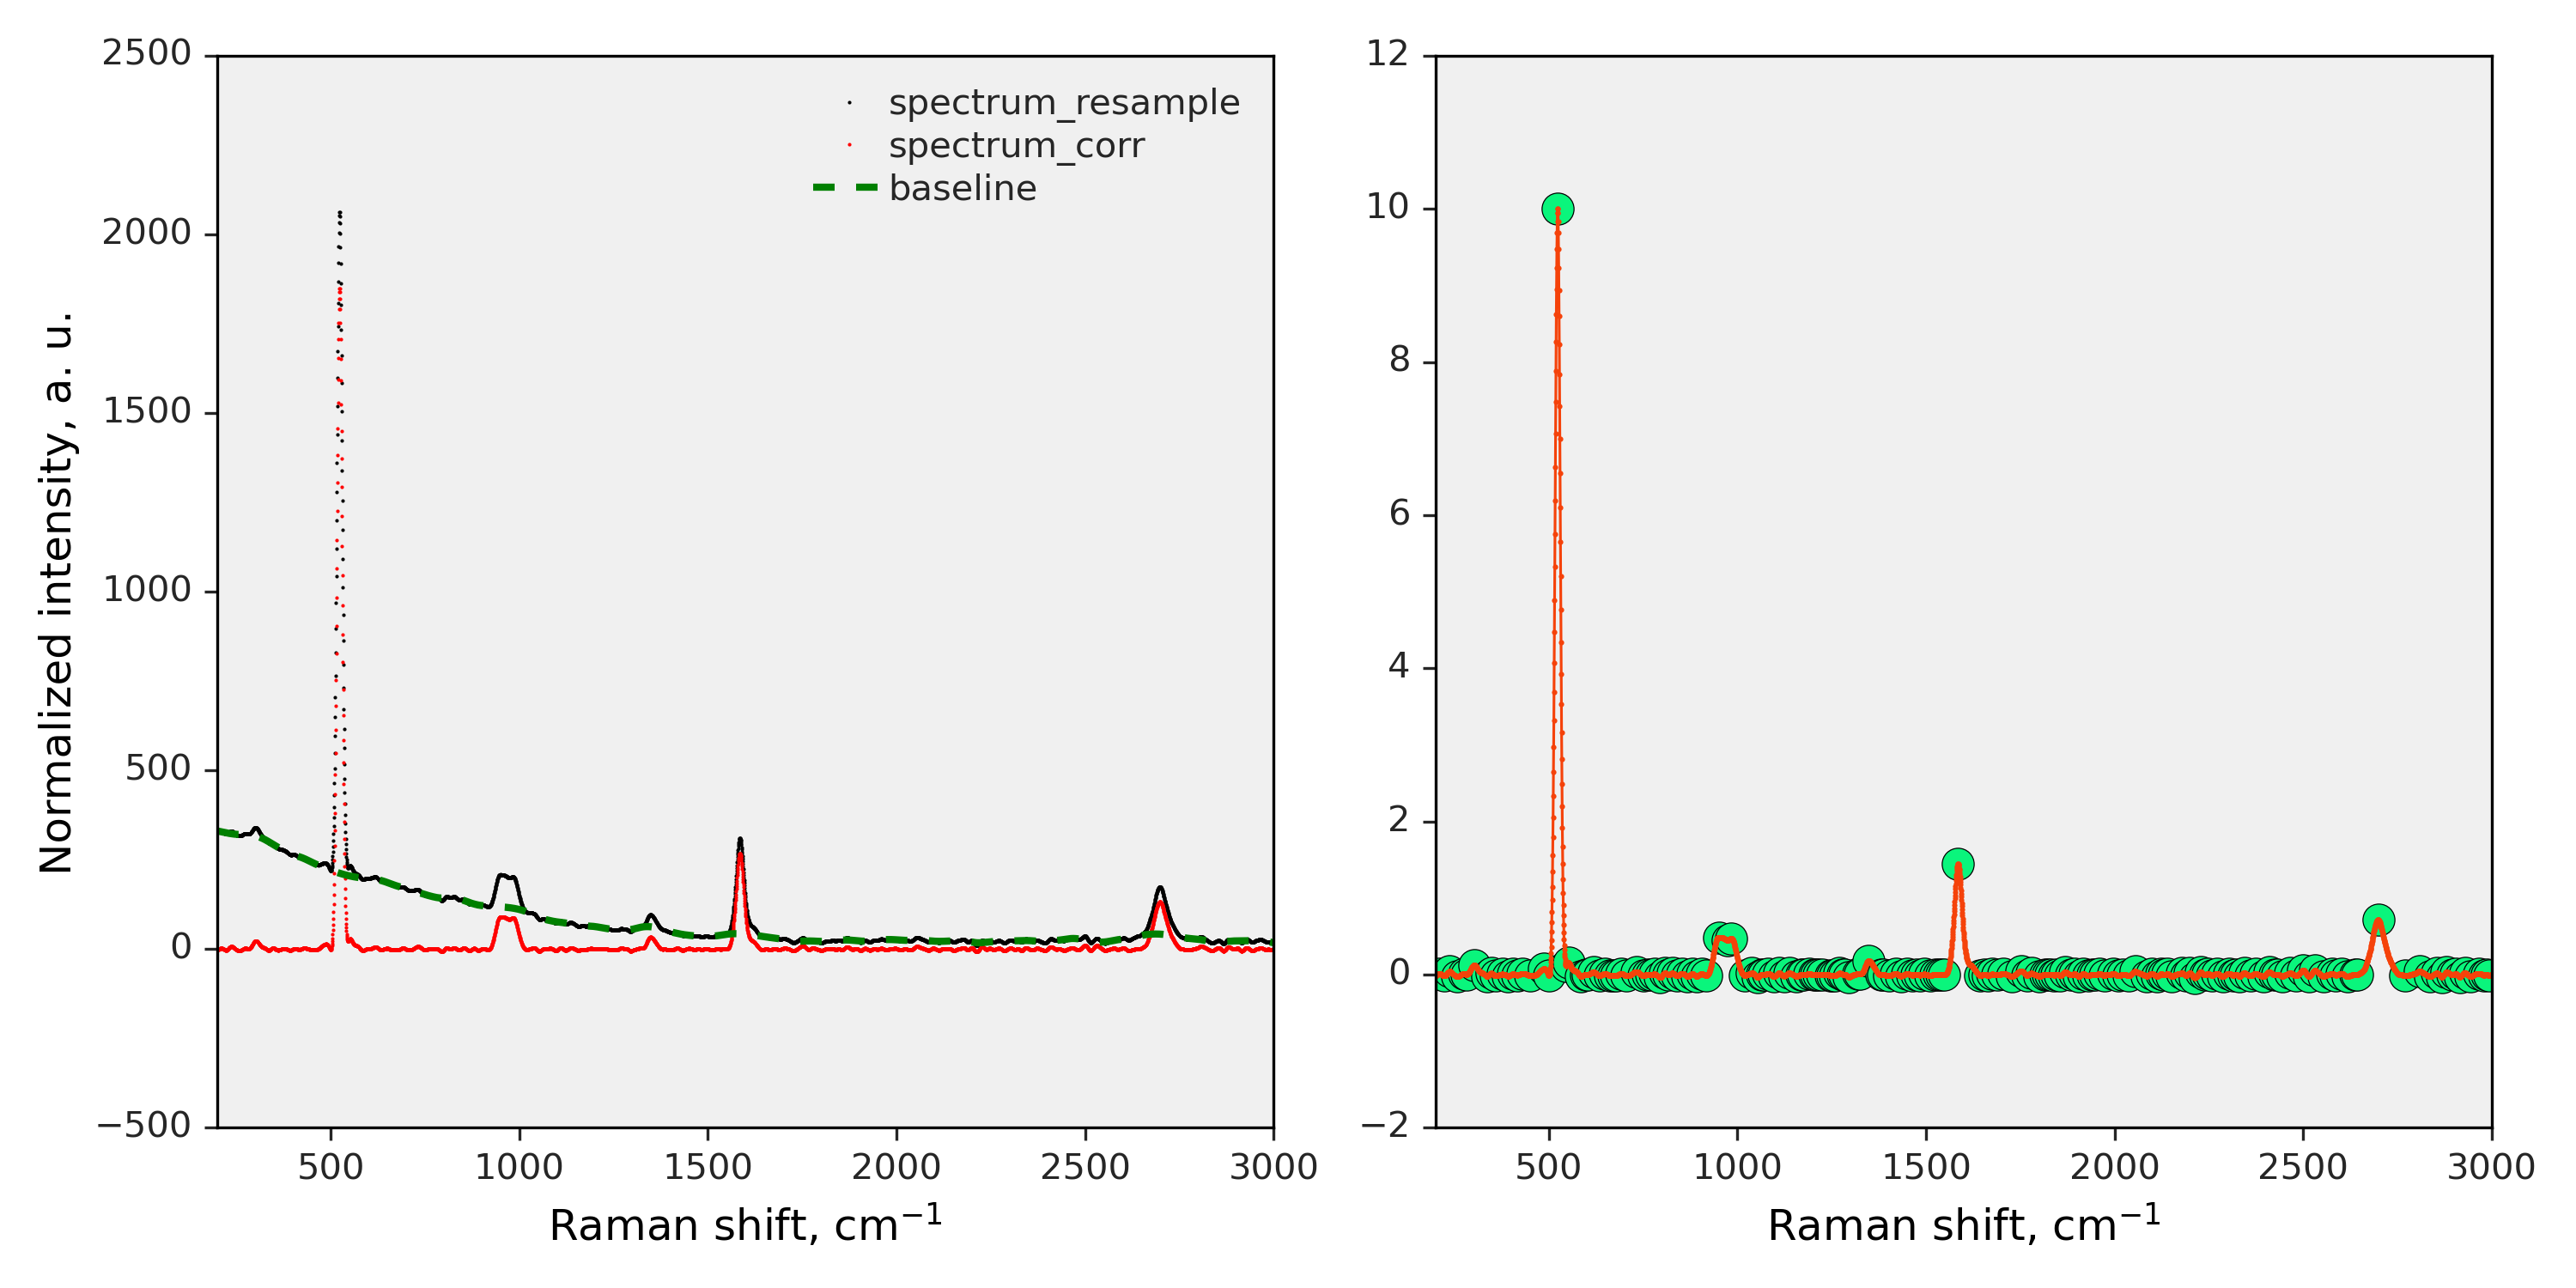 2500
2000
1500
1000
500
0
−500
Normalized intensity, a. u.
spectrum_resample
spectrum_corr
baseline
500 1000 1500 2000 2500 3000
Raman shift, cm⁻¹
12
10
8
6
4
2
0
−2
500 1000 1500 2000 2500 3000
Raman shift, cm⁻¹